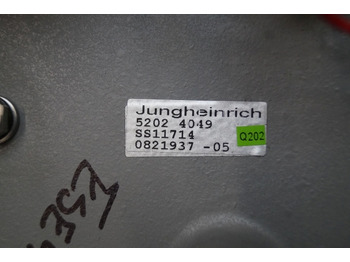 Jungheinrich
5202 4049
SS11714
Q202
0821937 -05